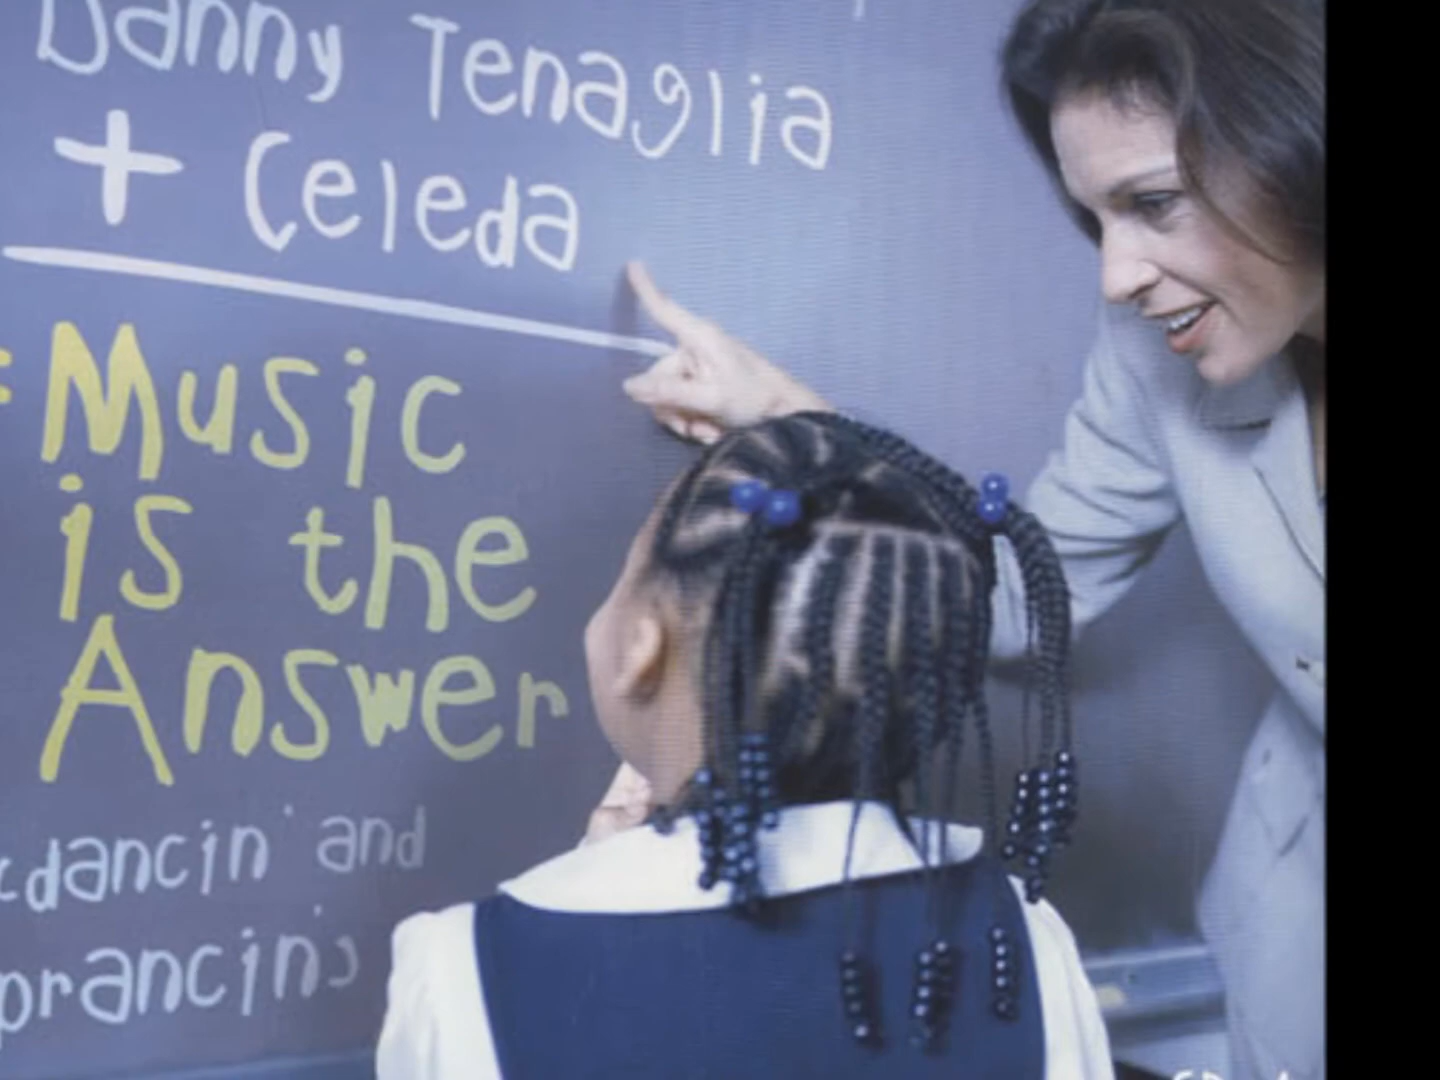 Danny Tenaglia
+ Celeda
=Music
is the
Answer
dancin' and
prancin'